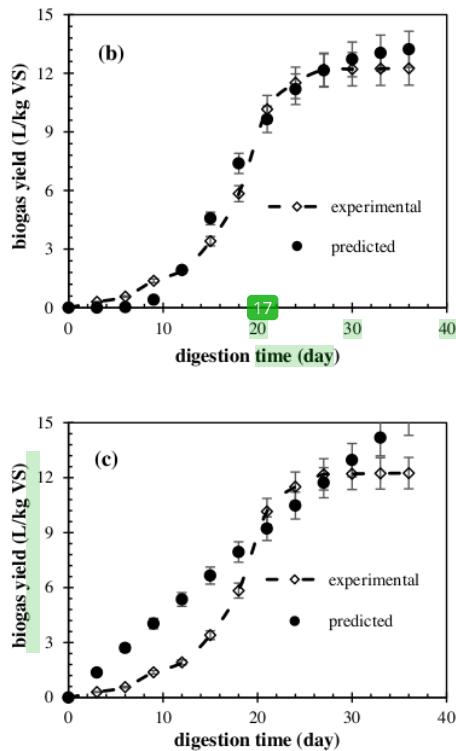 15
(b)
12
9
6
3
0
biogas yield (L/kg VS)
experimental
predicted
0 10 20 30 40
17
digestion time (day)
15
(c)
12
9
6
3
0
biogas yield (L/kg VS)
experimental
predicted
0 10 20 30 40
digestion time (day)